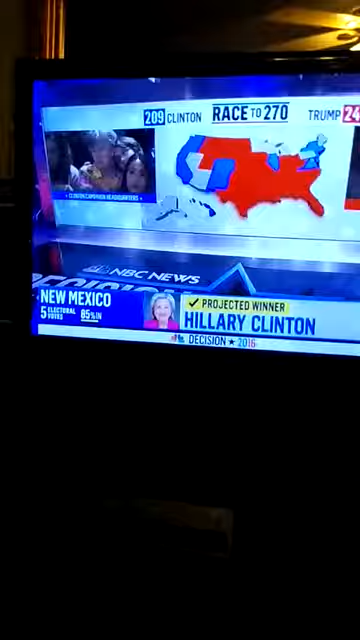 209 CLINTON RACE TO 270 TRUMP 24
CLINTON CAMPAIGN HEADQUARTERS
NBC NEWS
NEW MEXICO
5 ELECTORAL VOTES 85% IN
✓ PROJECTED WINNER
HILLARY CLINTON
DECISION ★ 2016